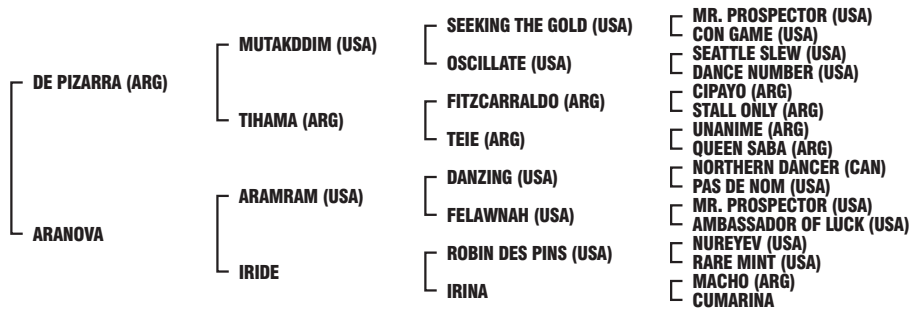 DE PIZARRA (ARG)
ARANOVA
MUTAKDDIM (USA)
TIHAMA (ARG)
ARAMRAM (USA)
IRIDE
SEEKING THE GOLD (USA)
OSCILLATE (USA)
FITZCARRALDO (ARG)
TEIE (ARG)
DANZING (USA)
FELAWNAH (USA)
ROBIN DES PINS (USA)
IRINA
MR. PROSPECTOR (USA)
CON GAME (USA)
SEATTLE SLEW (USA)
DANCE NUMBER (USA)
CIPAYO (ARG)
STALL ONLY (ARG)
UNANIME (ARG)
QUEEN SABA (ARG)
NORTHERN DANCER (CAN)
PAS DE NOM (USA)
MR. PROSPECTOR (USA)
AMBASSADOR OF LUCK (USA)
NUREYEV (USA)
RARE MINT (USA)
MACHO (ARG)
CUMARINA